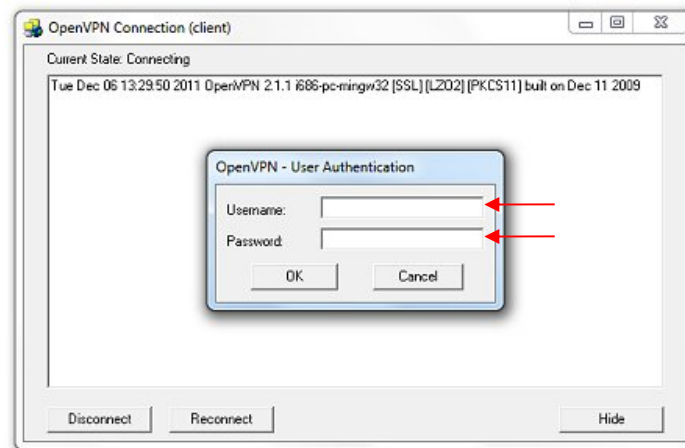 OpenVPN Connection (client)
Current State: Connecting
Tue Dec 06 13:29:50 2011 OpenVPN 2.1.1 i686-pc-mingw32 [SSL] [LZO2] [PKCS11] built on Dec 11 2009
OpenVPN - User Authentication
Username:
Password:
OK Cancel
Disconnect Reconnect Hide